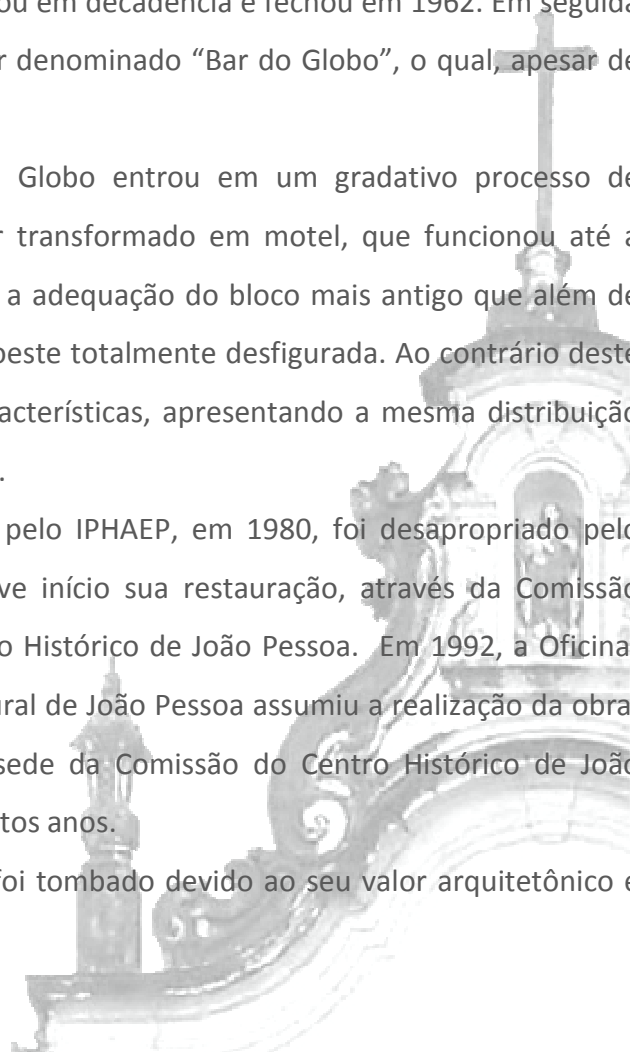 ou em decadência e fechou em 1962. Em seguida
r denominado “Bar do Globo”, o qual, apesar de
Globo entrou em um gradativo processo de
r transformado em motel, que funcionou até a
a adequação do bloco mais antigo que além de
peste totalmente desfigurada. Ao contrário deste
racterísticas, apresentando a mesma distribuição
.
pelo IPHAEP, em 1980, foi desapropriado pelo
ve início sua restauração, através da Comissão
o Histórico de João Pessoa. Em 1992, a Oficina-
ural de João Pessoa assumiu a realização da obra
sede da Comissão do Centro Histórico de João
tos anos.
foi tombado devido ao seu valor arquitetônico e